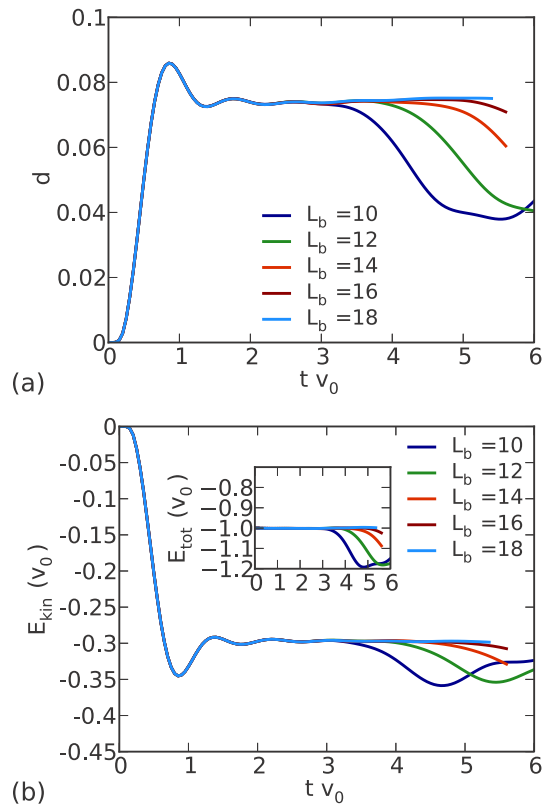 0.1
0.08
0.06
0.04
0.02
0
d
L_b =10
L_b =12
L_b =14
L_b =16
L_b =18
0 1 2 3 4 5 6
t v₀
(a)
0
-0.05
-0.1
-0.15
-0.2
-0.25
-0.3
-0.35
-0.4
-0.45
E_kin (v₀)
L_b =10
L_b =12
L_b =14
L_b =16
L_b =18
E_tot (v₀)
−0.8
−0.9
−1.0
−1.1
−1.2
0 1 2 3 4 5 6
0 1 2 3 4 5 6
t v₀
(b)